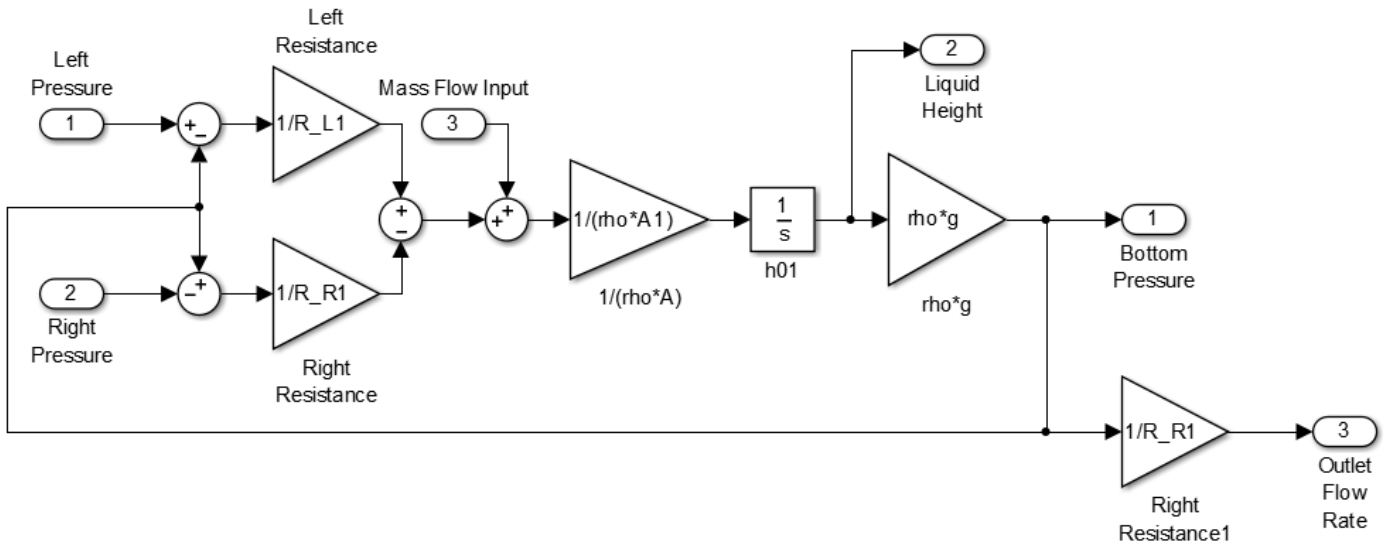 Left
Resistance
Left
Pressure
1
+
−
1/R_L1
Mass Flow Input
3
2
Liquid
Height
+
−
+
+
1/(rho*A1)
1
s
h01
rho*g
1
Bottom
Pressure
2
−
+
1/R_R1
1/(rho*A)
rho*g
Right
Pressure
Right
Resistance
1/R_R1
3
Outlet
Flow
Rate
Right
Resistance1